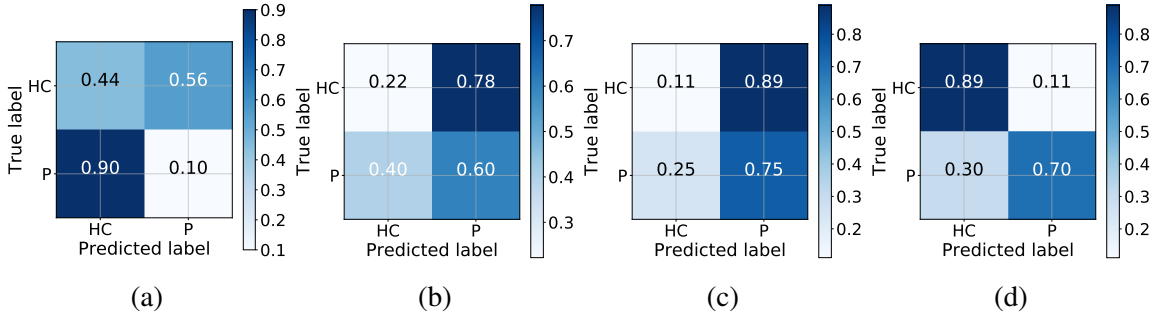 0.9
0.8
0.7
0.6
0.5
0.4
0.3
0.2
0.1
HC
P
True label
0.44 0.56
0.90 0.10
HC P
Predicted label
(a)
0.7
0.6
0.5
0.4
0.3
HC
P
True label
0.22 0.78
0.40 0.60
HC P
Predicted label
(b)
0.8
0.7
0.6
0.5
0.4
0.3
0.2
HC
P
True label
0.11 0.89
0.25 0.75
HC P
Predicted label
(c)
0.8
0.7
0.6
0.5
0.4
0.3
0.2
HC
P
True label
0.89 0.11
0.30 0.70
HC P
Predicted label
(d)